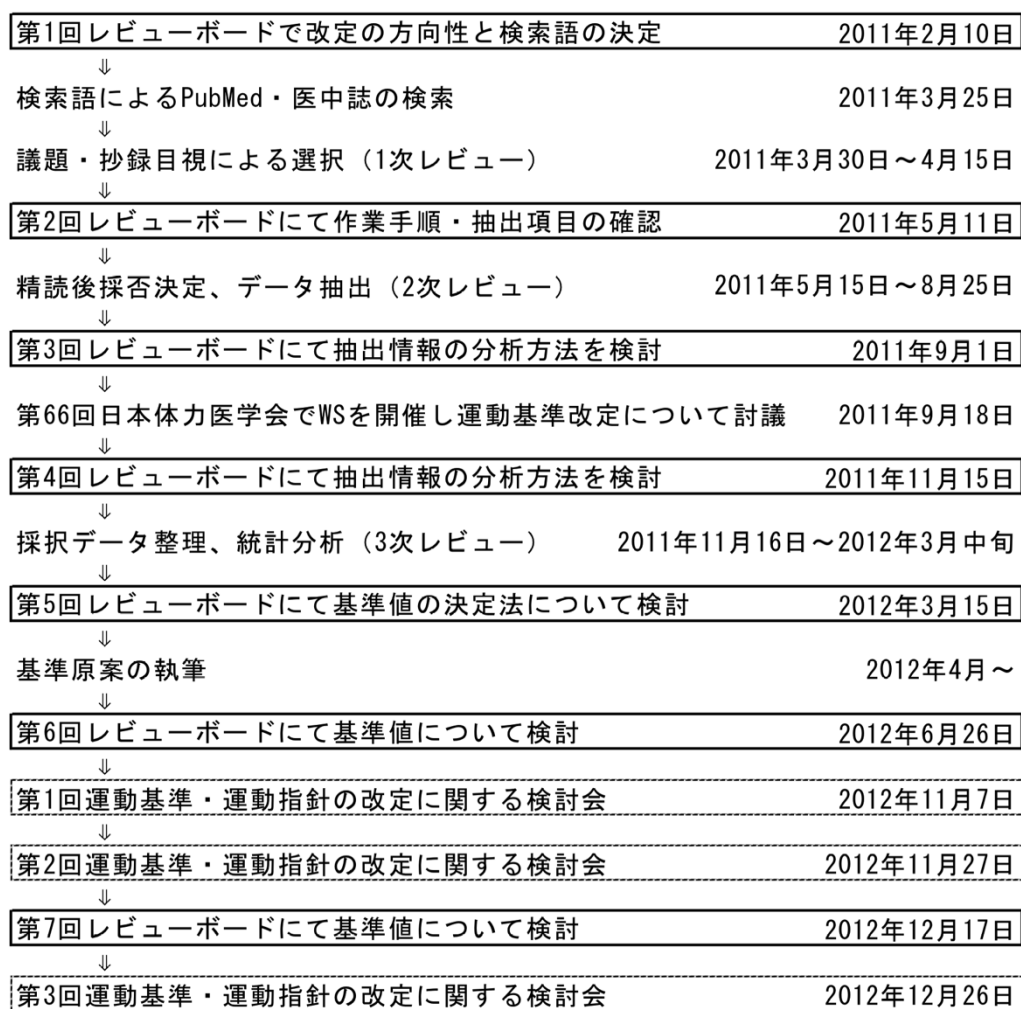 第1回レビューボードで改定の方向性と検索語の決定 2011年2月10日
⇓
検索語によるPubMed・医中誌の検索 2011年3月25日
⇓
議題・抄録目視による選択（1次レビュー） 2011年3月30日～4月15日
⇓
第2回レビューボードにて作業手順・抽出項目の確認 2011年5月11日
⇓
精読後採否決定、データ抽出（2次レビュー） 2011年5月15日～8月25日
⇓
第3回レビューボードにて抽出情報の分析方法を検討 2011年9月1日
⇓
第66回日本体力医学会でWSを開催し運動基準改定について討議 2011年9月18日
⇓
第4回レビューボードにて抽出情報の分析方法を検討 2011年11月15日
⇓
採択データ整理、統計分析（3次レビュー） 2011年11月16日～2012年3月中旬
⇓
第5回レビューボードにて基準値の決定法について検討 2012年3月15日
⇓
基準原案の執筆 2012年4月～
⇓
第6回レビューボードにて基準値について検討 2012年6月26日
⇓
第1回運動基準・運動指針の改定に関する検討会 2012年11月7日
⇓
第2回運動基準・運動指針の改定に関する検討会 2012年11月27日
⇓
第7回レビューボードにて基準値について検討 2012年12月17日
⇓
第3回運動基準・運動指針の改定に関する検討会 2012年12月26日